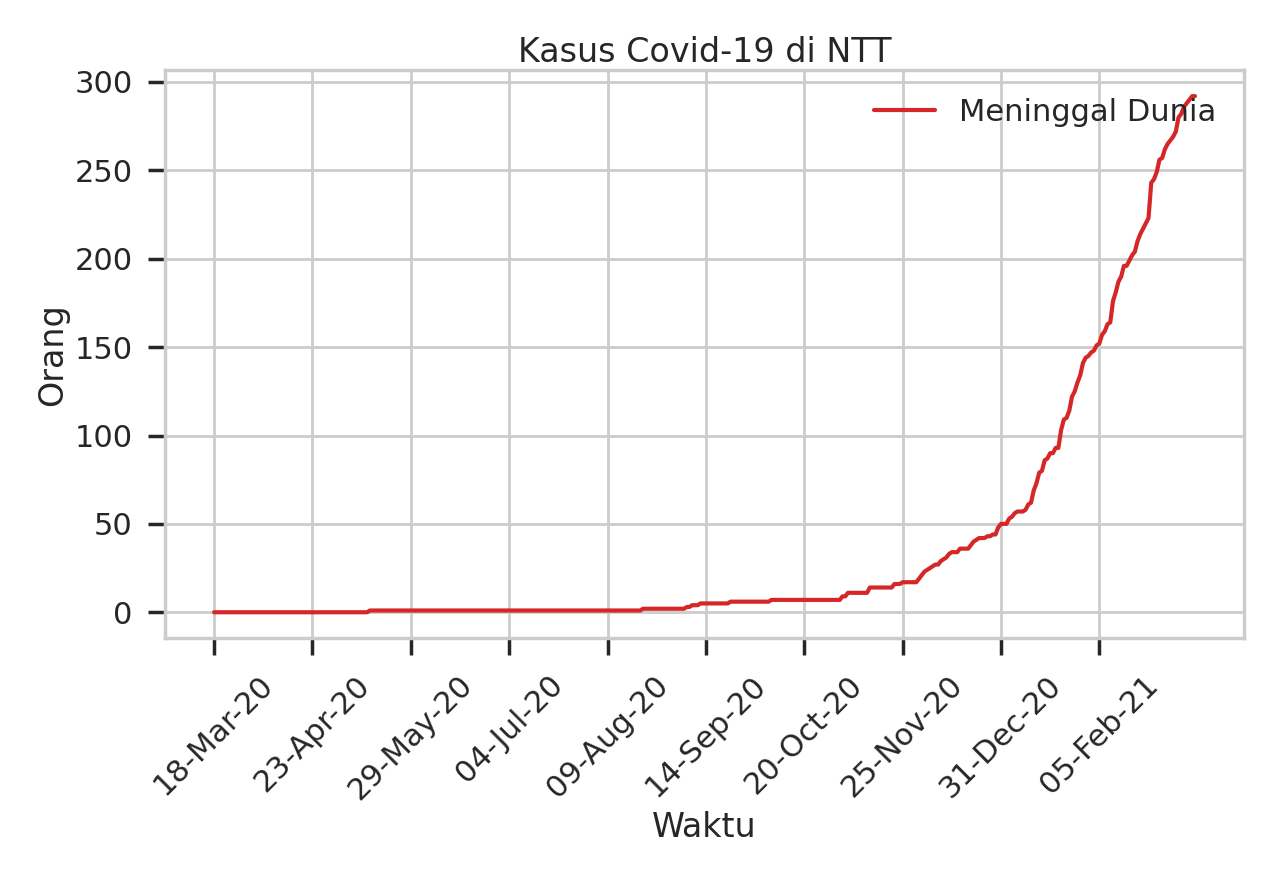 Kasus Covid-19 di NTT
Meninggal Dunia
Orang
300
250
200
150
100
50
0
18-Mar-20
23-Apr-20
29-May-20
04-Jul-20
09-Aug-20
14-Sep-20
20-Oct-20
25-Nov-20
31-Dec-20
05-Feb-21
Waktu